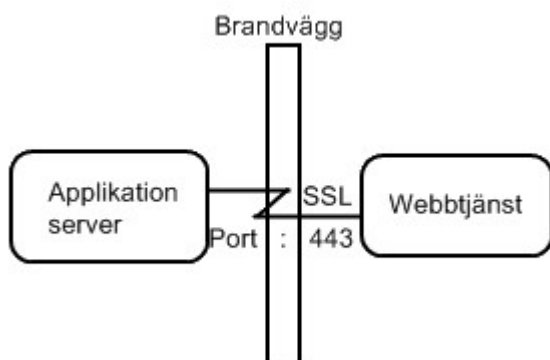 Brandvägg
Applikation
server
SSL
Port : 443
Webbtjänst